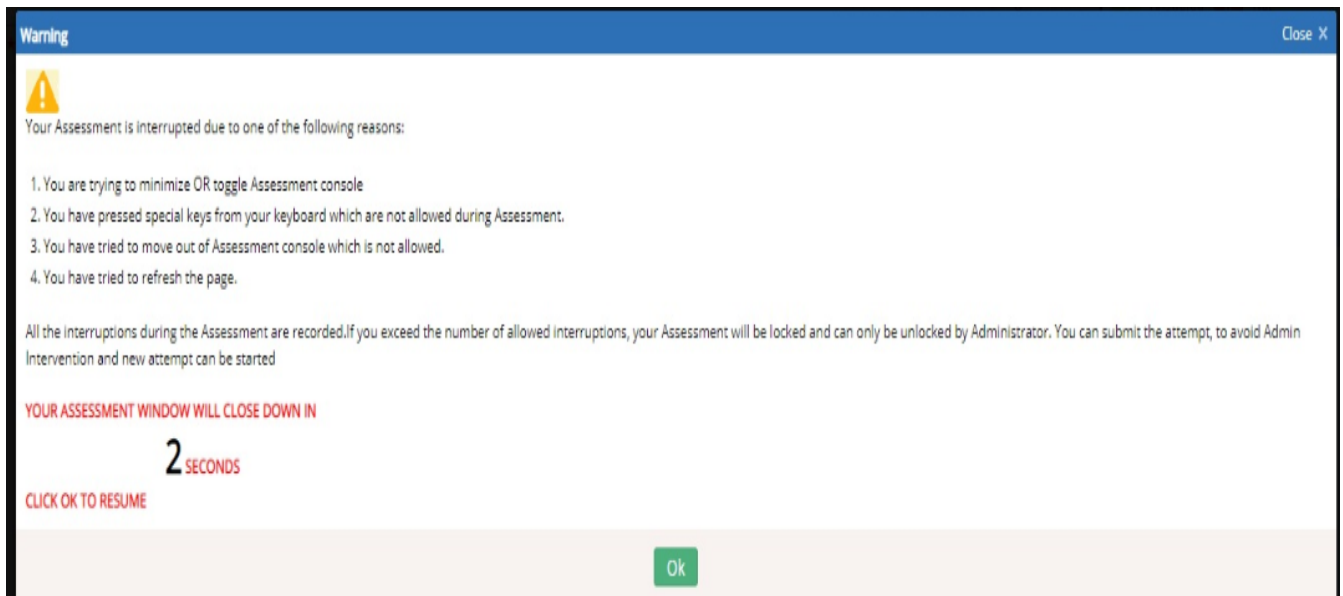 Warning
Close X
Your Assessment is interrupted due to one of the following reasons:
1. You are trying to minimize OR toggle Assessment console
2. You have pressed special keys from your keyboard which are not allowed during Assessment.
3. You have tried to move out of Assessment console which is not allowed.
4. You have tried to refresh the page.
All the interruptions during the Assessment are recorded.If you exceed the number of allowed interruptions, your Assessment will be locked and can only be unlocked by Administrator. You can submit the attempt, to avoid Admin
Intervention and new attempt can be started
YOUR ASSESSMENT WINDOW WILL CLOSE DOWN IN
2 SECONDS
CLICK OK TO RESUME
Ok